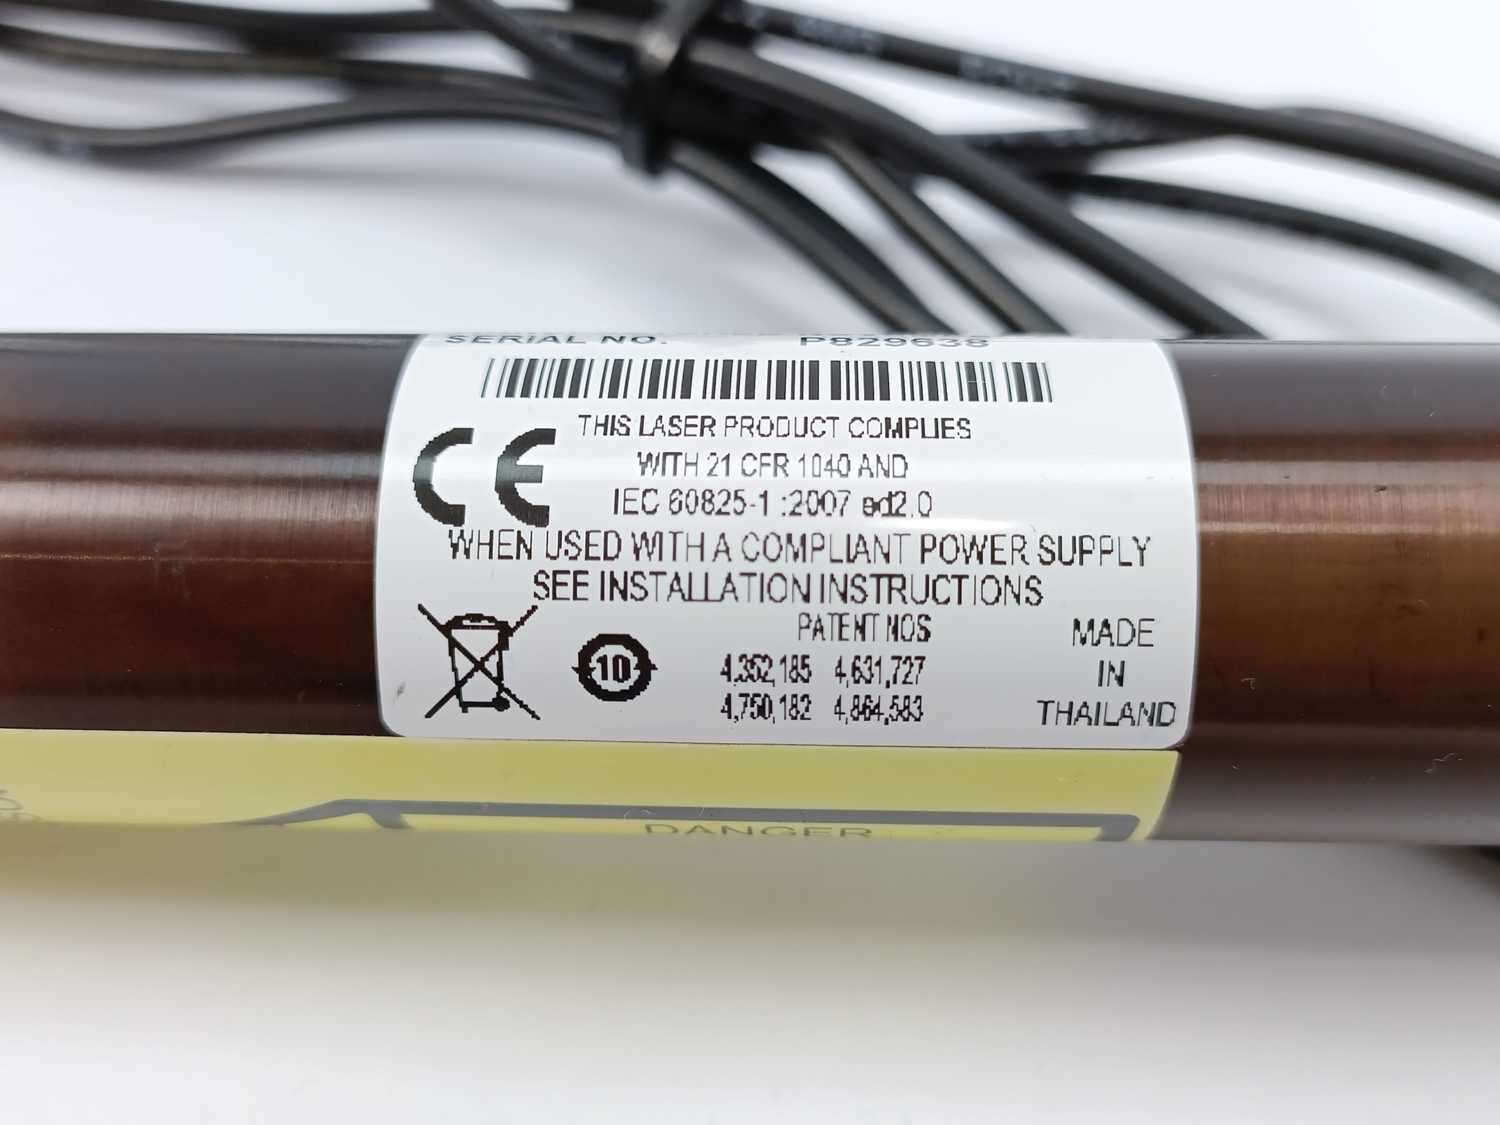 SERIAL NO. P829638
THIS LASER PRODUCT COMPLIES
WITH 21 CFR 1040 AND
IEC 60825-1 :2007 ed2.0
CE
WHEN USED WITH A COMPLIANT POWER SUPPLY
SEE INSTALLATION INSTRUCTIONS
PATENT NOS
4,352,185 4,631,727
4,750,182 4,864,583
10
MADE
IN
THAILAND
DANGER